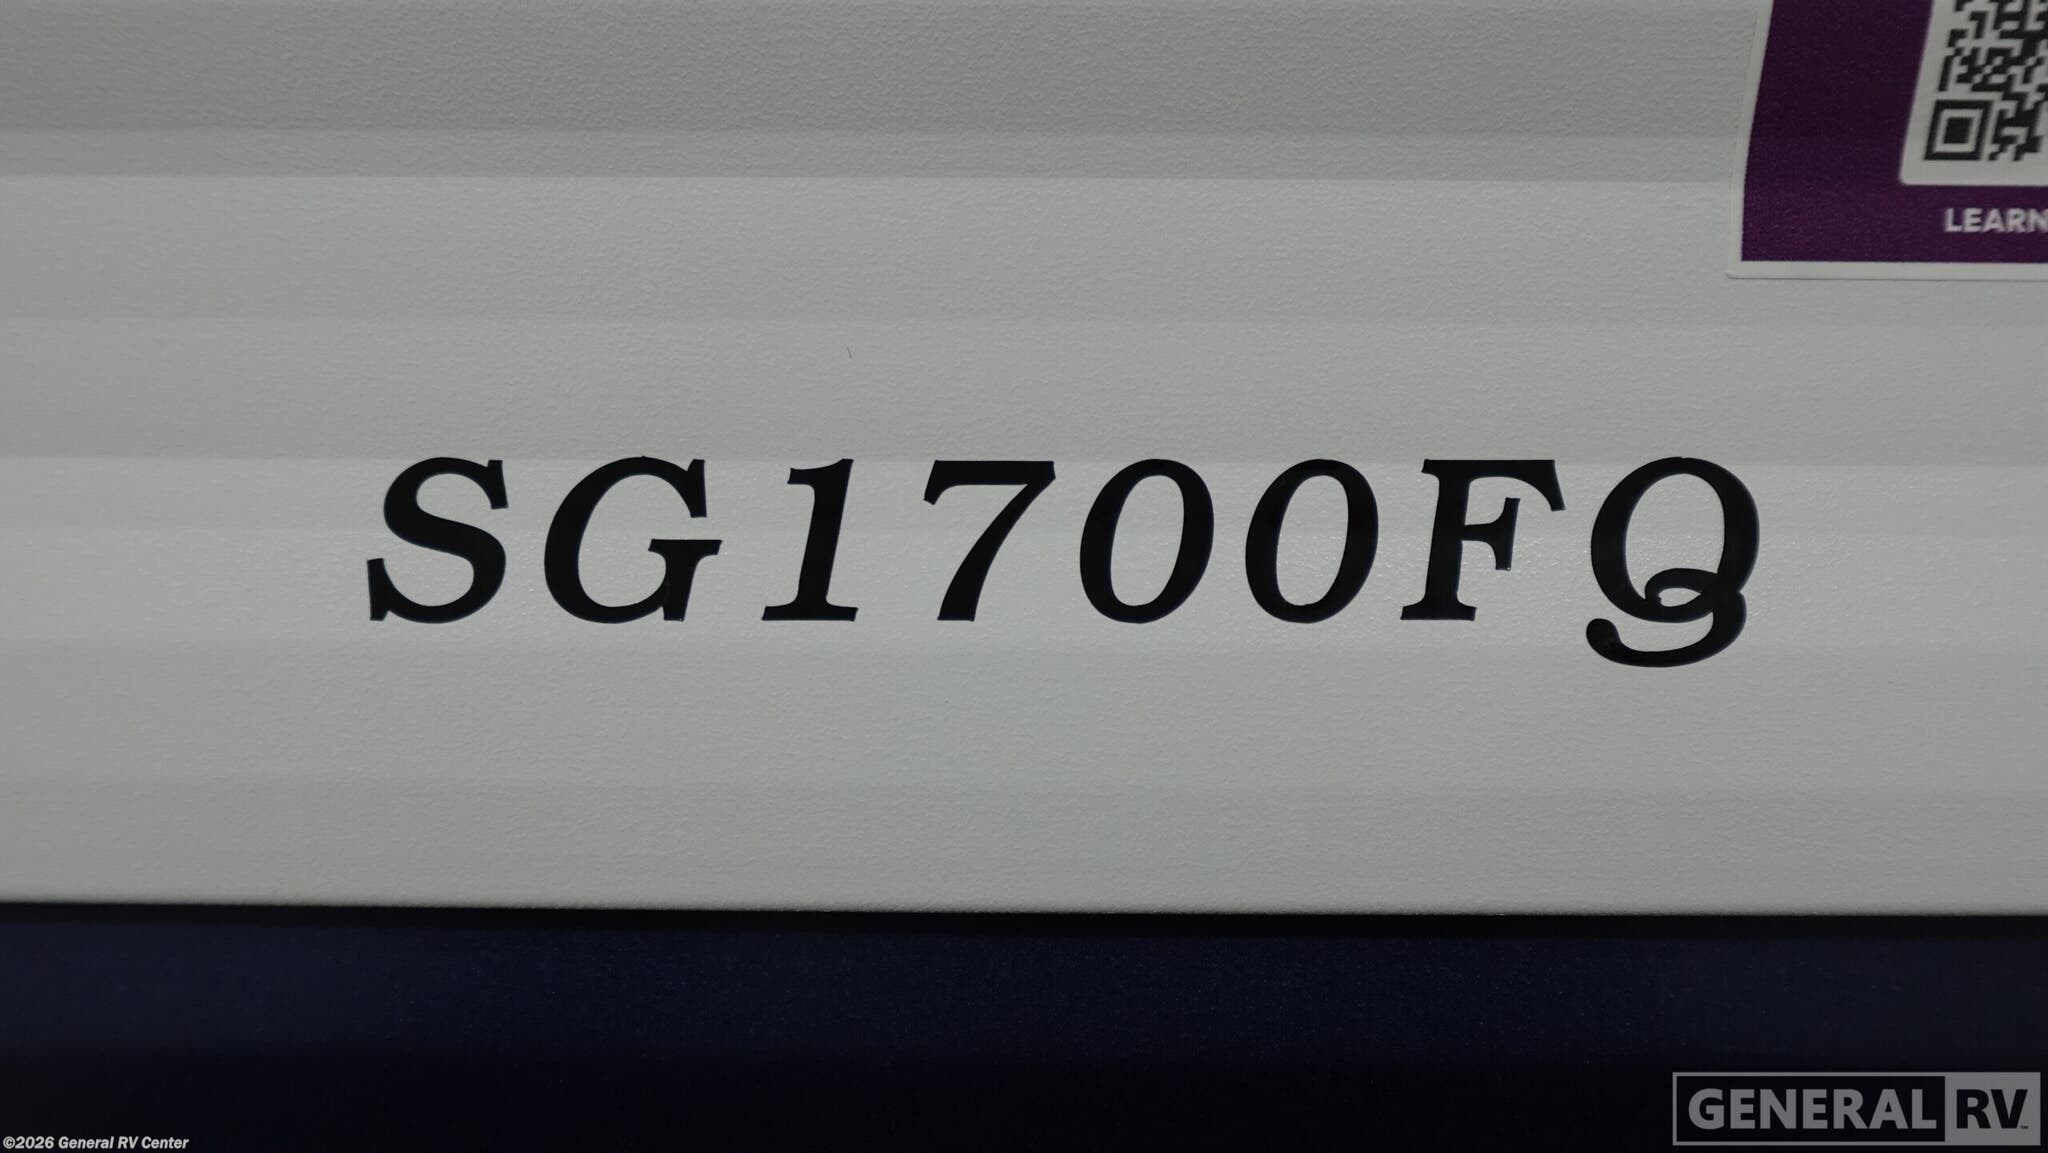 LEARN
SG1700FQ
GENERAL RV
©2026 General RV Center